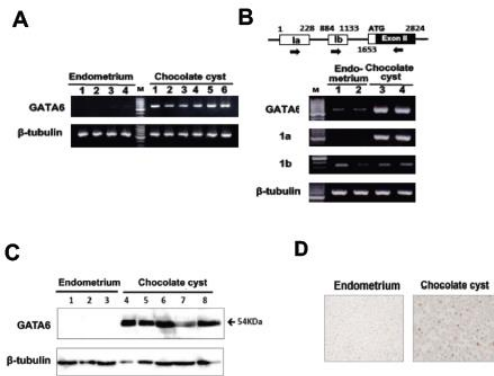 A
Endometrium Chocolate cyst
1 2 3 4 M 1 2 3 4 5 6
GATA6
β-tubulin
B
1 228 884 1133 ATG 2824
Ia Ib Exon II
1653
Endo-metrium Chocolate cyst
M 1 2 3 4
GATA6
1a
1b
β-tubulin
C
Endometrium Chocolate cyst
1 2 3 4 5 6 7 8
GATA6 ←54KDa
β-tubulin
D
Endometrium Chocolate cyst